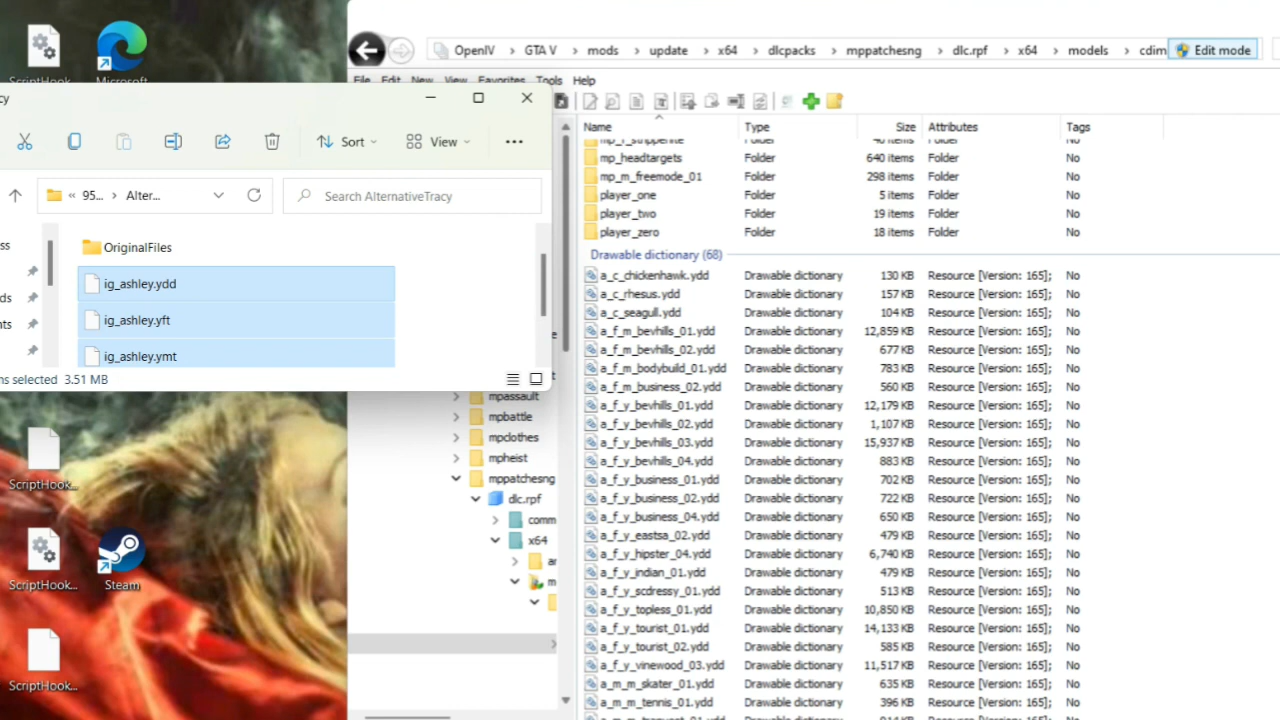 ScriptHook
Microsoft
OpenIV > GTA V > mods > update > x64 > dlcpacks > mppatchesng > dlc.rpf > x64 > models > cdim
Edit mode
File Edit New View Favorites Tools Help
cy
Sort
View
95...
Alter...
Search AlternativeTracy
ss
ds
nts
OriginalFiles
ig_ashley.ydd
ig_ashley.yft
ig_ashley.ymt
ns selected 3.51 MB
ScriptHook...
ScriptHook...
Steam
ScriptHook...
mpassault
mpbattle
mpclothes
mpheist
mppatchesng
dlc.rpf
comm
x64
ar
m
Name Type Size Attributes Tags
mp_f_stripperlite Folder 40 items Folder No
mp_headtargets Folder 640 items Folder No
mp_m_freemode_01 Folder 298 items Folder No
player_one Folder 5 items Folder No
player_two Folder 19 items Folder No
player_zero Folder 18 items Folder No
Drawable dictionary (68)
a_c_chickenhawk.ydd Drawable dictionary 130 KB Resource [Version: 165]; No
a_c_rhesus.ydd Drawable dictionary 157 KB Resource [Version: 165]; No
a_c_seagull.ydd Drawable dictionary 104 KB Resource [Version: 165]; No
a_f_m_bevhills_01.ydd Drawable dictionary 12,859 KB Resource [Version: 165]; No
a_f_m_bevhills_02.ydd Drawable dictionary 677 KB Resource [Version: 165]; No
a_f_m_bodybuild_01.ydd Drawable dictionary 783 KB Resource [Version: 165]; No
a_f_m_business_02.ydd Drawable dictionary 560 KB Resource [Version: 165]; No
a_f_y_bevhills_01.ydd Drawable dictionary 12,179 KB Resource [Version: 165]; No
a_f_y_bevhills_02.ydd Drawable dictionary 1,107 KB Resource [Version: 165]; No
a_f_y_bevhills_03.ydd Drawable dictionary 15,937 KB Resource [Version: 165]; No
a_f_y_bevhills_04.ydd Drawable dictionary 883 KB Resource [Version: 165]; No
a_f_y_business_01.ydd Drawable dictionary 702 KB Resource [Version: 165]; No
a_f_y_business_02.ydd Drawable dictionary 722 KB Resource [Version: 165]; No
a_f_y_business_04.ydd Drawable dictionary 650 KB Resource [Version: 165]; No
a_f_y_eastsa_02.ydd Drawable dictionary 479 KB Resource [Version: 165]; No
a_f_y_hipster_04.ydd Drawable dictionary 6,740 KB Resource [Version: 165]; No
a_f_y_indian_01.ydd Drawable dictionary 479 KB Resource [Version: 165]; No
a_f_y_scdressy_01.ydd Drawable dictionary 513 KB Resource [Version: 165]; No
a_f_y_topless_01.ydd Drawable dictionary 10,850 KB Resource [Version: 165]; No
a_f_y_tourist_01.ydd Drawable dictionary 14,133 KB Resource [Version: 165]; No
a_f_y_tourist_02.ydd Drawable dictionary 585 KB Resource [Version: 165]; No
a_f_y_vinewood_03.ydd Drawable dictionary 11,517 KB Resource [Version: 165]; No
a_m_m_skater_01.ydd Drawable dictionary 635 KB Resource [Version: 165]; No
a_m_m_tennis_01.ydd Drawable dictionary 396 KB Resource [Version: 165]; No